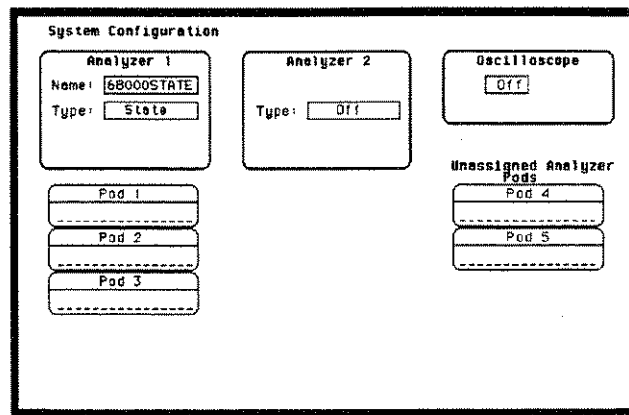 System Configuration
Analyzer 1
Name: 68000STATE
Type: State
Analyzer 2
Type: Off
Oscilloscope
Off
Unassigned Analyzer
Pods
Pod 1
Pod 2
Pod 3
Pod 4
Pod 5